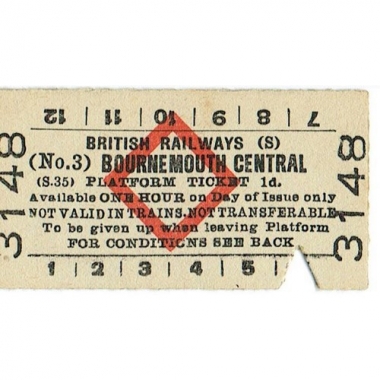 12 | 11 | 10 | 9 | 8 | 7
BRITISH RAILWAYS (S)
(No.3) BOURNEMOUTH CENTRAL
(S.35) PLATFORM TICKET 1d.
Available ONE HOUR on Day of Issue only
NOT VALID IN TRAINS. NOT TRANSFERABLE
To be given up when leaving Platform
FOR CONDITIONS SEE BACK
1 | 2 | 3 | 4 | 5 |
3148
3148